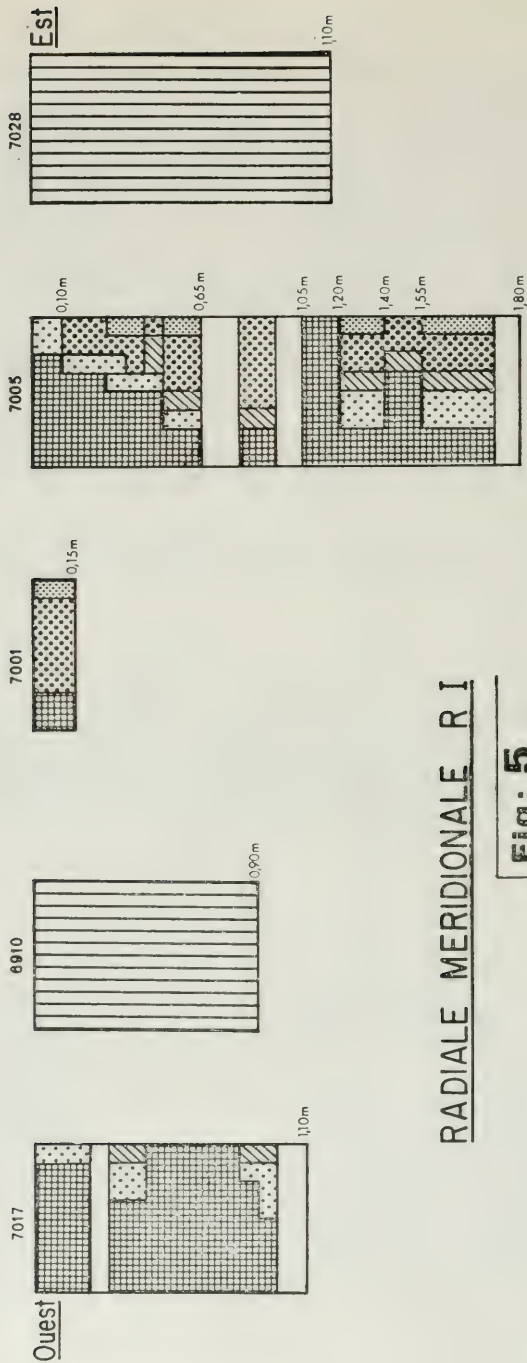 Ouest
Est
7017
1,10m
6910
0,90m
7001
0,15m
7005
0,10m
0,65m
1,05m
1,20m
1,40m
1,55m
1,80m
7028
1,10m
RADIALE MERIDIONALE R I
Fig: 5